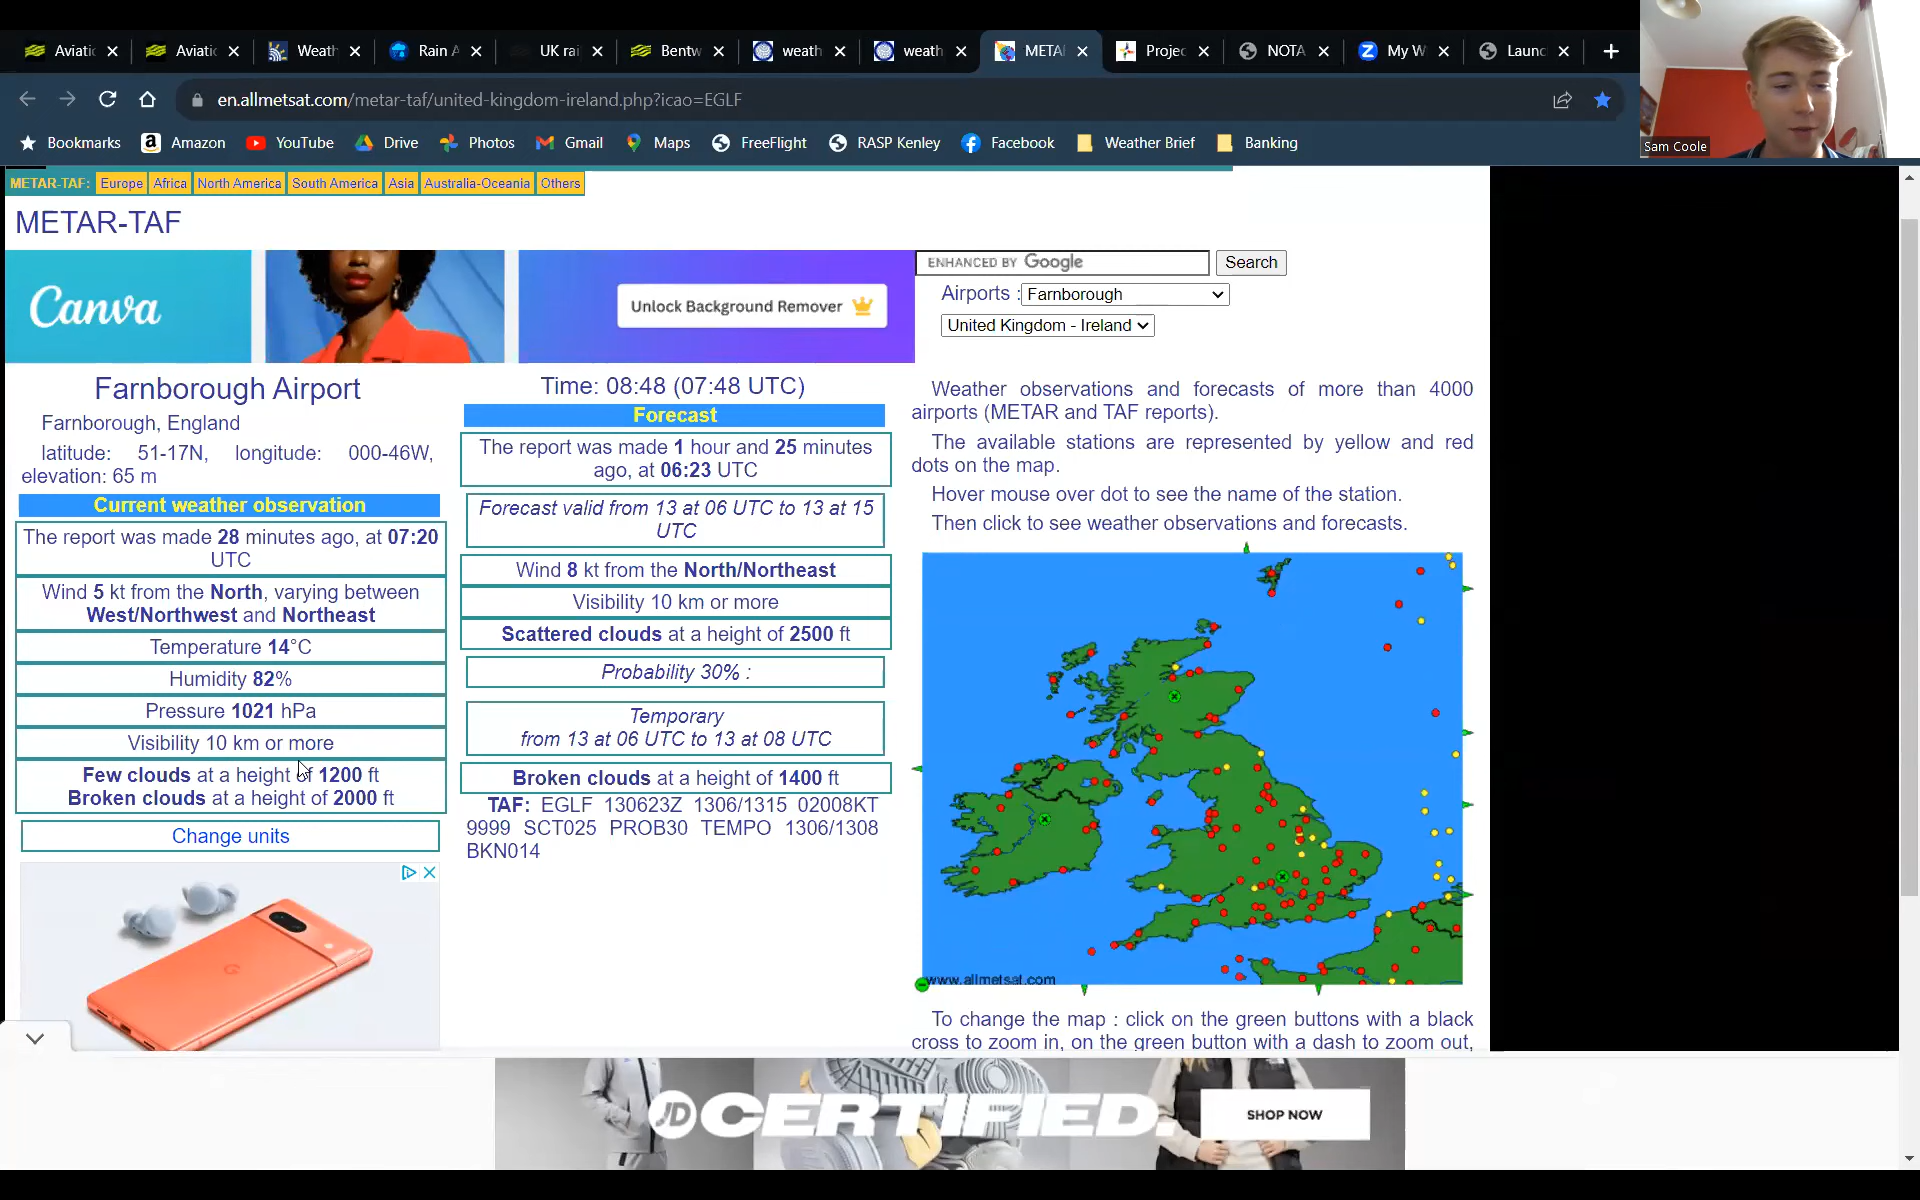 Aviatic
Aviatic
Weath
Rain A
UK rai
Bentw
weath
weath
META
Projec
NOTA
My W
Launc
Sam Coole
en.allmetsat.com/metar-taf/united-kingdom-ireland.php?icao=EGLF
Bookmarks
Amazon
YouTube
Drive
Photos
Gmail
Maps
FreeFlight
RASP Kenley
Facebook
Weather Brief
Banking
METAR-TAF: Europe Africa North America South America Asia Australia-Oceania Others
METAR-TAF
Canva
Unlock Background Remover
ENHANCED BY Google
Search
Airports : Farnborough
United Kingdom - Ireland
Farnborough Airport
Farnborough, England
latitude: 51-17N, longitude: 000-46W,
elevation: 65 m
Current weather observation
The report was made 28 minutes ago, at 07:20
UTC
Wind 5 kt from the North, varying between
West/Northwest and Northeast
Temperature 14°C
Humidity 82%
Pressure 1021 hPa
Visibility 10 km or more
Few clouds at a height of 1200 ft
Broken clouds at a height of 2000 ft
Change units
Time: 08:48 (07:48 UTC)
Forecast
The report was made 1 hour and 25 minutes
ago, at 06:23 UTC
Forecast valid from 13 at 06 UTC to 13 at 15
UTC
Wind 8 kt from the North/Northeast
Visibility 10 km or more
Scattered clouds at a height of 2500 ft
Probability 30% :
Temporary
from 13 at 06 UTC to 13 at 08 UTC
Broken clouds at a height of 1400 ft
TAF: EGLF 130623Z 1306/1315 02008KT
9999 SCT025 PROB30 TEMPO 1306/1308
BKN014
Weather observations and forecasts of more than 4000
airports (METAR and TAF reports).
The available stations are represented by yellow and red
dots on the map.
Hover mouse over dot to see the name of the station.
Then click to see weather observations and forecasts.
www.allmetsat.com
To change the map : click on the green buttons with a black
cross to zoom in, on the green button with a dash to zoom out,
JD CERTIFIED.
SHOP NOW